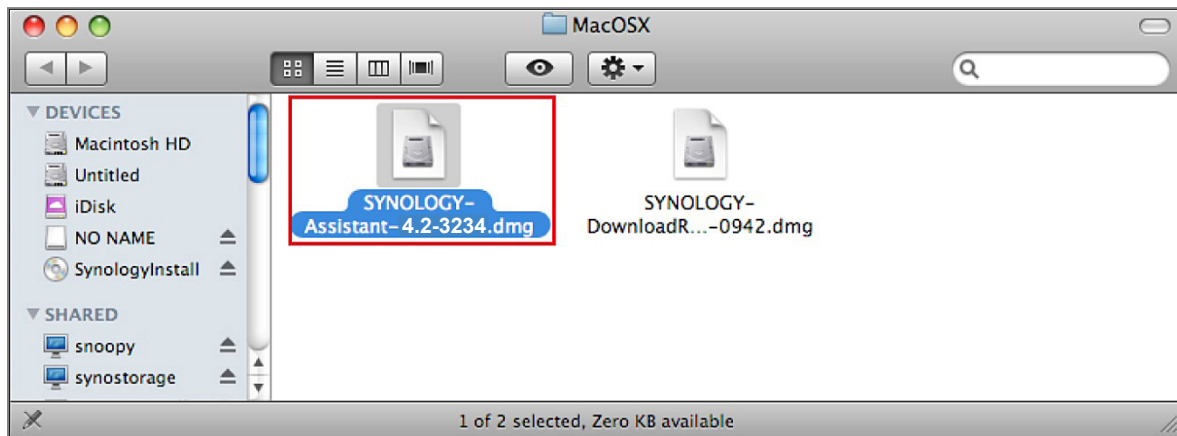 MacOSX
DEVICES
Macintosh HD
Untitled
iDisk
NO NAME
SynologyInstall
SHARED
snoopy
synostorage
SYNOLOGY-
Assistant-4.2-3234.dmg
SYNOLOGY-
DownloadR...-0942.dmg
1 of 2 selected, Zero KB available